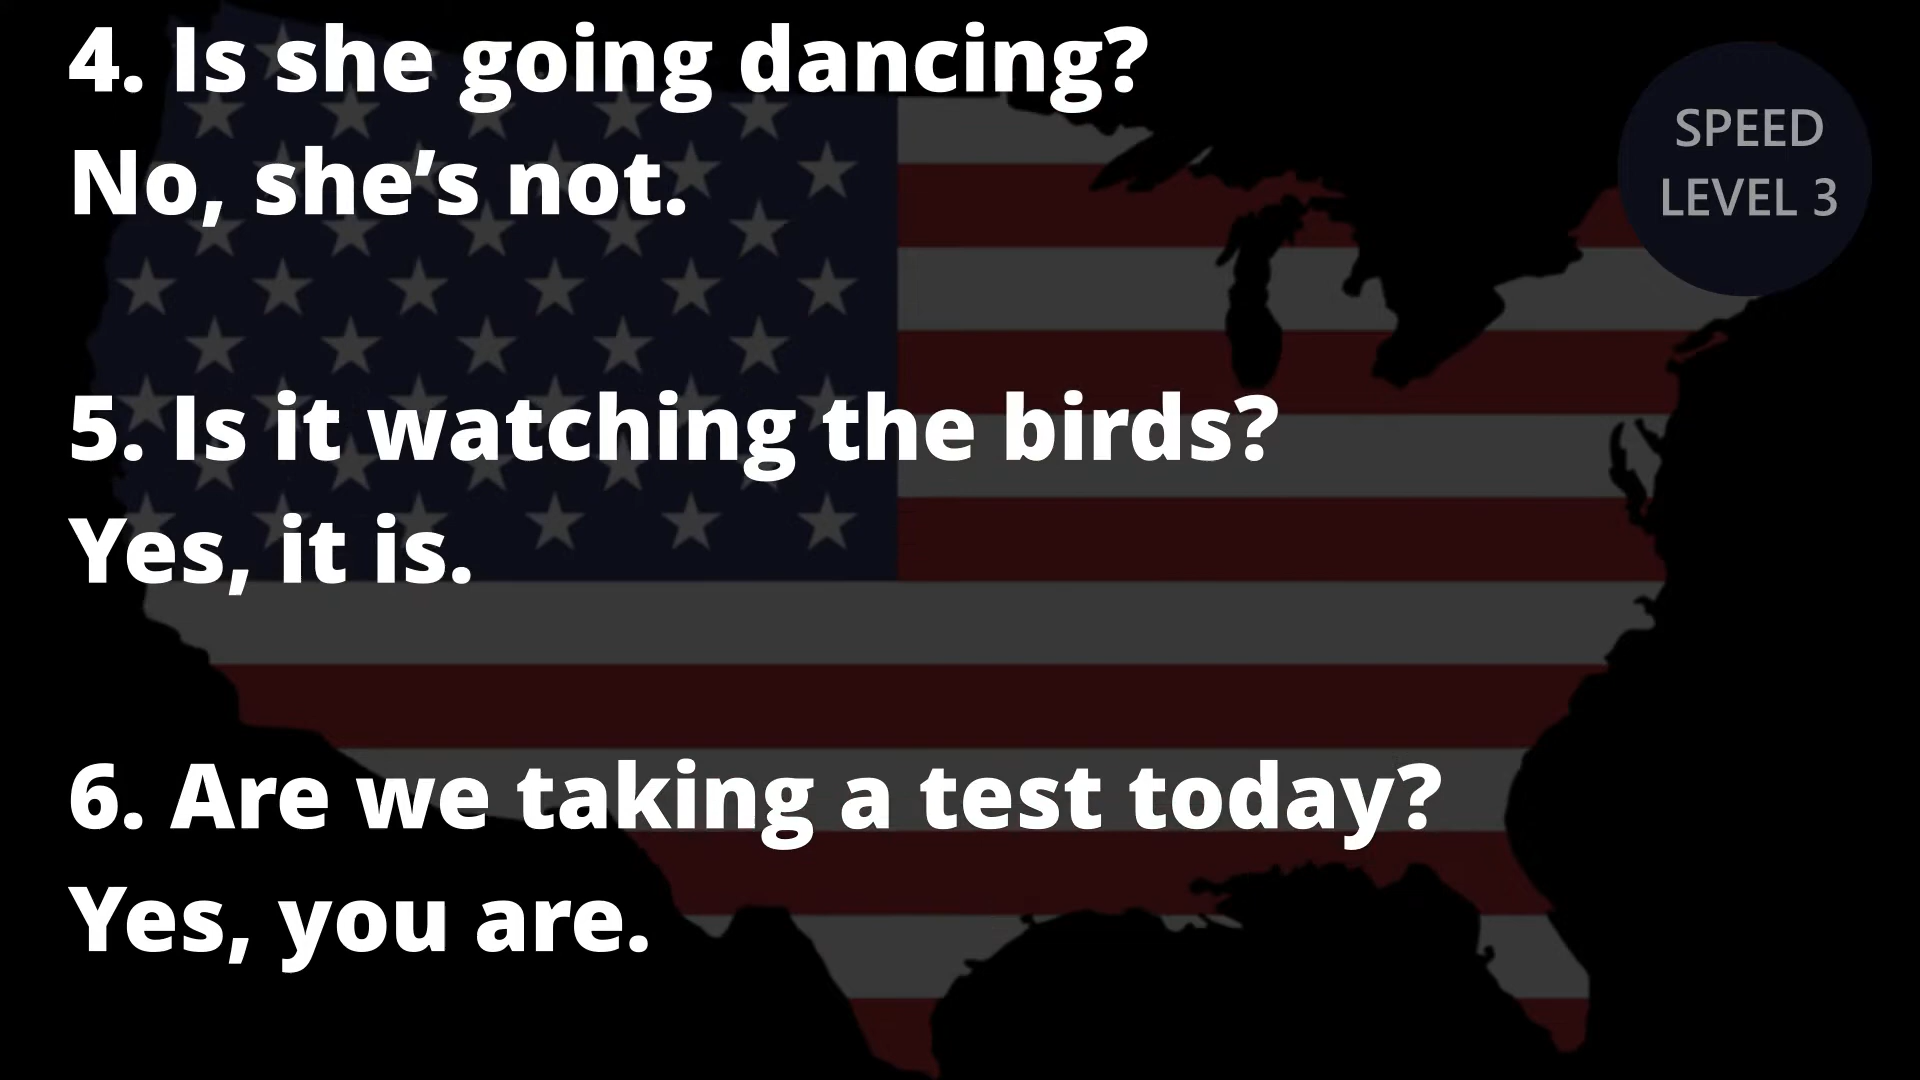 4. Is she going dancing?
No, she’s not.
5. Is it watching the birds?
Yes, it is.
6. Are we taking a test today?
Yes, you are.
SPEED
LEVEL 3